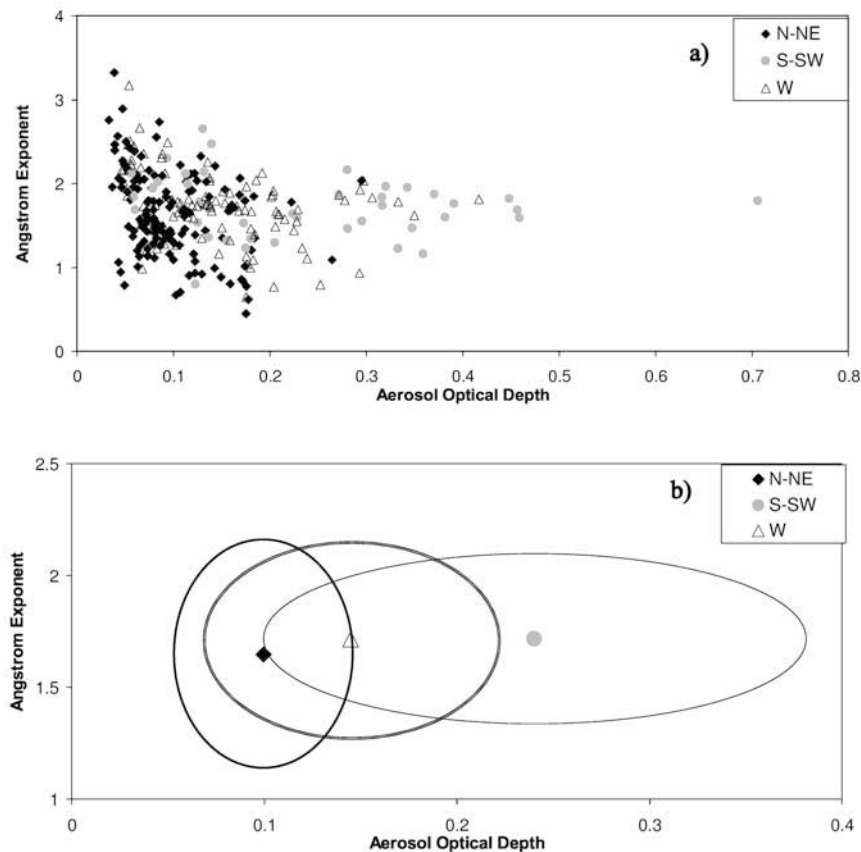 4
a)
N-NE
S-SW
W
3
Angstrom Exponent
2
1
0
0 0.1 0.2 0.3 0.4 0.5 0.6 0.7 0.8
Aerosol Optical Depth
2.5
b)
N-NE
S-SW
W
2
Angstrom Exponent
1.5
1
0 0.1 0.2 0.3 0.4
Aerosol Optical Depth